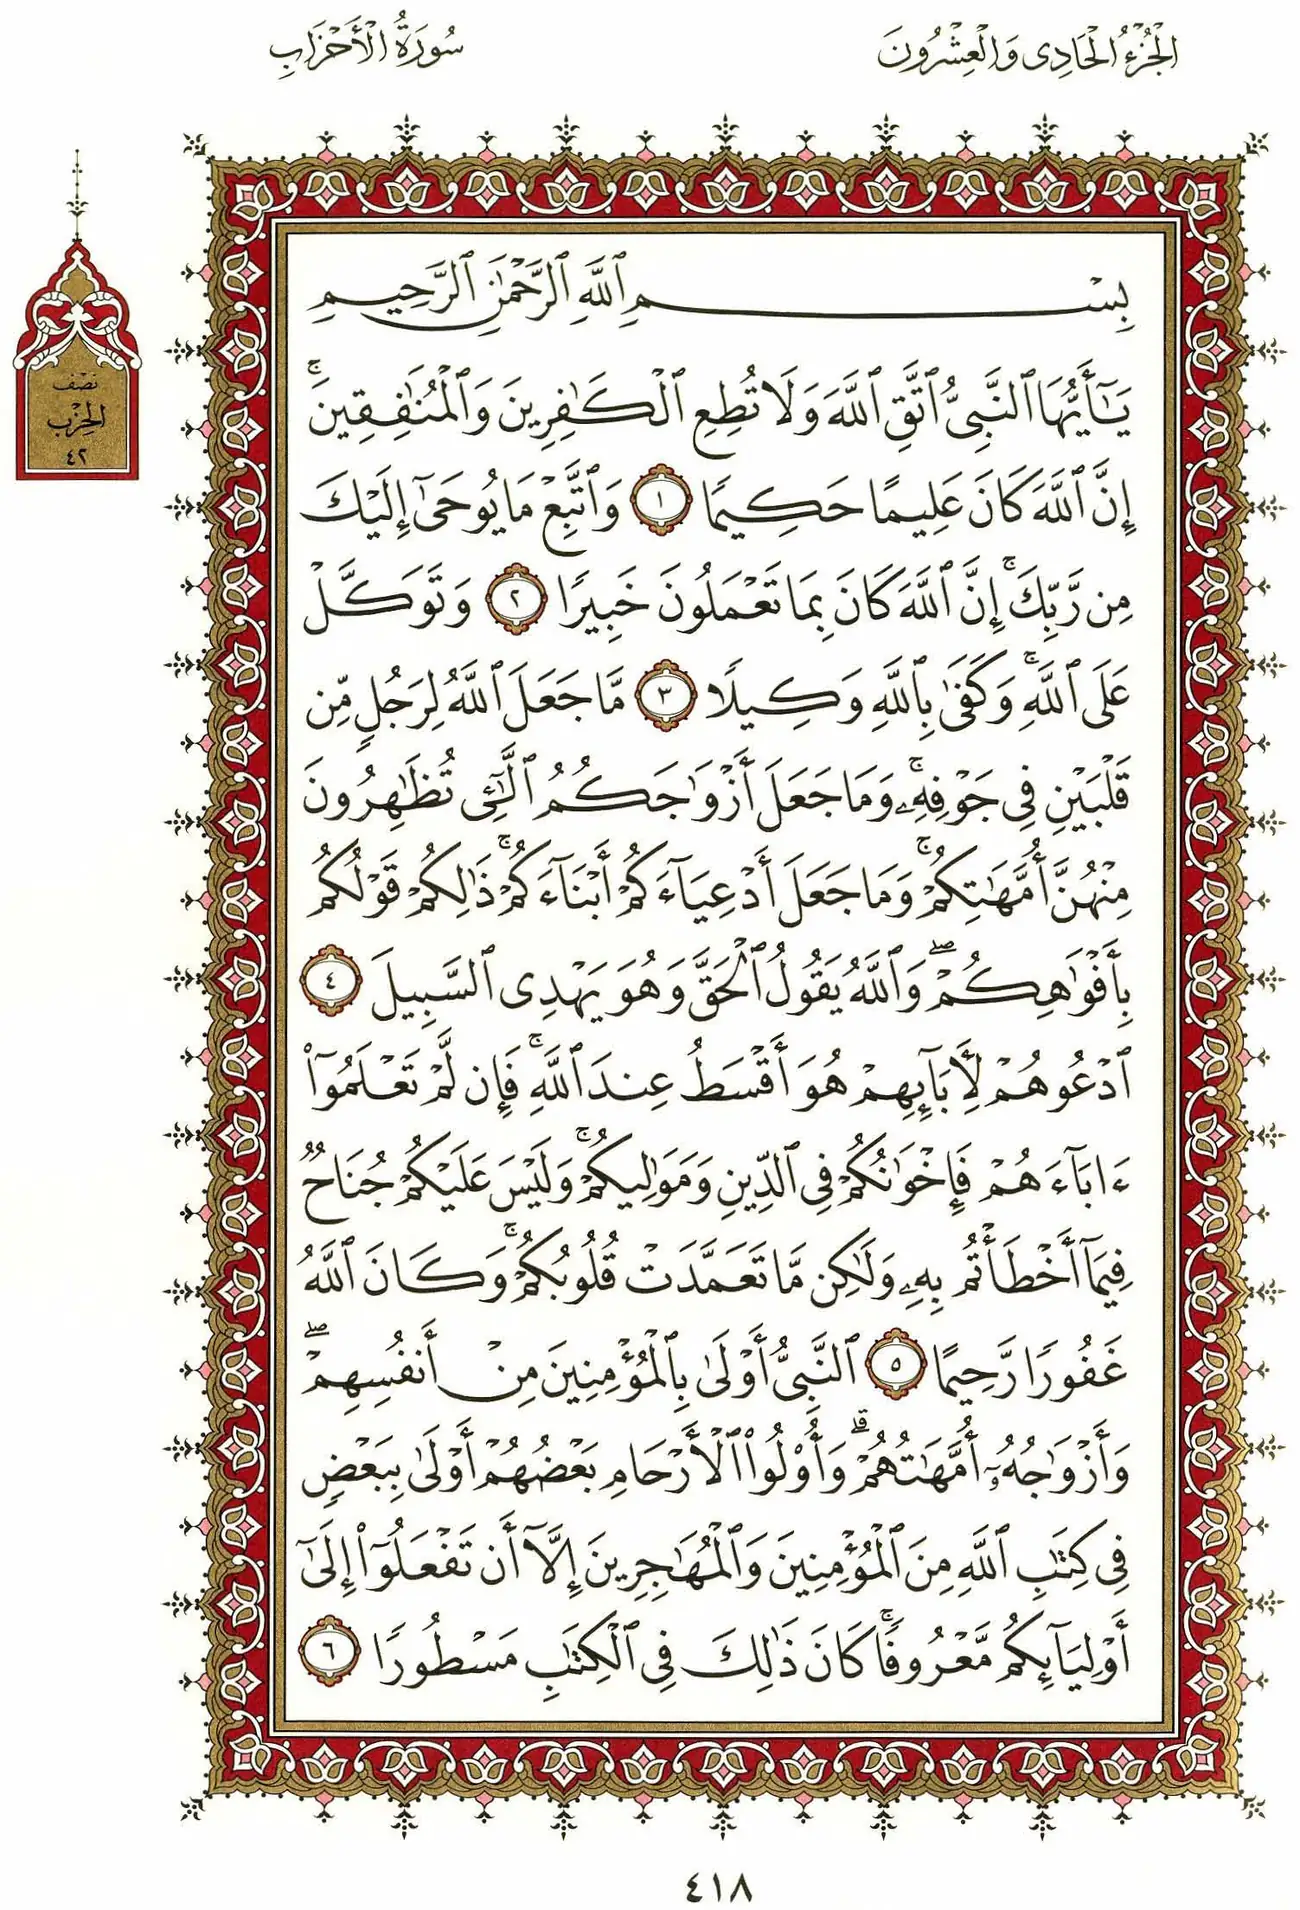 الجُزْءُ الحَادِى وَالعِشْرُونَ
سُورَةُ الأَحْزَابِ
نصف
الحِزْب
٤٢
بِسْمِ ٱللَّهِ ٱلرَّحْمَٰنِ ٱلرَّحِيمِ
يَٰٓأَيُّهَا ٱلنَّبِىُّ ٱتَّقِ ٱللَّهَ وَلَا تُطِعِ ٱلْكَٰفِرِينَ وَٱلْمُنَٰفِقِينَۚ
إِنَّ ٱللَّهَ كَانَ عَلِيمًا حَكِيمًا ١ وَٱتَّبِعْ مَا يُوحَىٰٓ إِلَيْكَ
مِن رَّبِّكَۚ إِنَّ ٱللَّهَ كَانَ بِمَا تَعْمَلُونَ خَبِيرًا ٢ وَتَوَكَّلْ
عَلَى ٱللَّهِۚ وَكَفَىٰ بِٱللَّهِ وَكِيلًا ٣ مَّا جَعَلَ ٱللَّهُ لِرَجُلٍ مِّن
قَلْبَيْنِ فِى جَوْفِهِۦۚ وَمَا جَعَلَ أَزْوَٰجَكُمُ ٱلَّٰٓـِٔى تُظَٰهِرُونَ
مِنْهُنَّ أُمَّهَٰتِكُمْۚ وَمَا جَعَلَ أَدْعِيَآءَكُمْ أَبْنَآءَكُمْۚ ذَٰلِكُمْ قَوْلُكُم
بِأَفْوَٰهِكُمْۖ وَٱللَّهُ يَقُولُ ٱلْحَقَّ وَهُوَ يَهْدِى ٱلسَّبِيلَ ٤
ٱدْعُوهُمْ لِأَبَآئِهِمْ هُوَ أَقْسَطُ عِندَ ٱللَّهِۚ فَإِن لَّمْ تَعْلَمُوٓا۟
ءَابَآءَهُمْ فَإِخْوَٰنُكُمْ فِى ٱلدِّينِ وَمَوَٰلِيكُمْۚ وَلَيْسَ عَلَيْكُمْ جُنَاحٌ
فِيمَآ أَخْطَأْتُم بِهِۦ وَلَٰكِن مَّا تَعَمَّدَتْ قُلُوبُكُمْۚ وَكَانَ ٱللَّهُ
غَفُورًا رَّحِيمًا ٥ ٱلنَّبِىُّ أَوْلَىٰ بِٱلْمُؤْمِنِينَ مِنْ أَنفُسِهِمْۖ
وَأَزْوَٰجُهُۥٓ أُمَّهَٰتُهُمْۗ وَأُو۟لُوا۟ ٱلْأَرْحَامِ بَعْضُهُمْ أَوْلَىٰ بِبَعْضٍ
فِى كِتَٰبِ ٱللَّهِ مِنَ ٱلْمُؤْمِنِينَ وَٱلْمُهَٰجِرِينَ إِلَّآ أَن تَفْعَلُوٓا۟ إِلَىٰٓ
أَوْلِيَآئِكُم مَّعْرُوفًاۚ كَانَ ذَٰلِكَ فِى ٱلْكِتَٰبِ مَسْطُورًا ٦
٤١٨